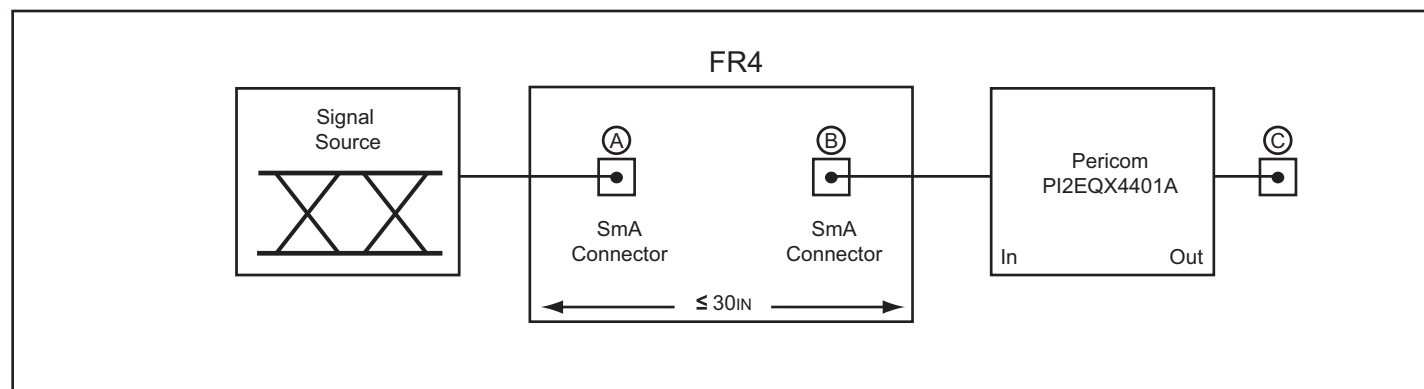 FR4
Signal
Source
A
B
C
SmA
Connector
SmA
Connector
≤ 30IN
Pericom
PI2EQX4401A
In
Out